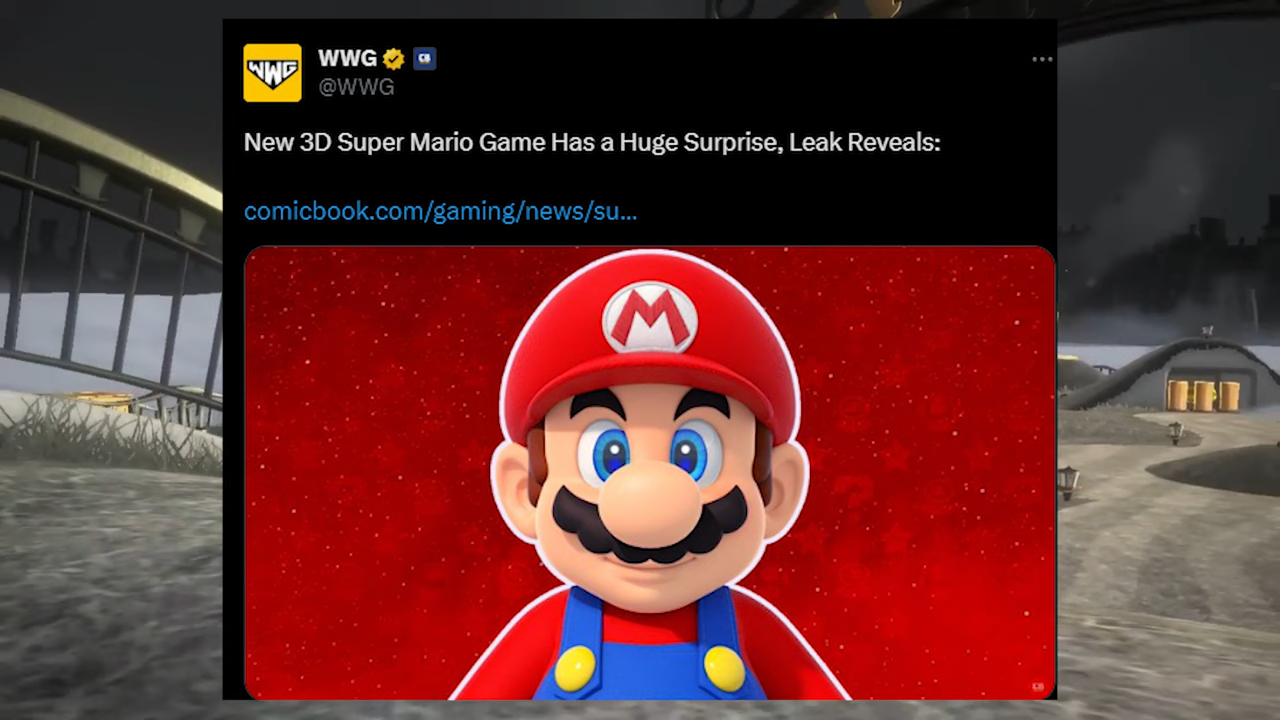 WWG
WWG
@WWG
New 3D Super Mario Game Has a Huge Surprise, Leak Reveals:
comicbook.com/gaming/news/su...
M